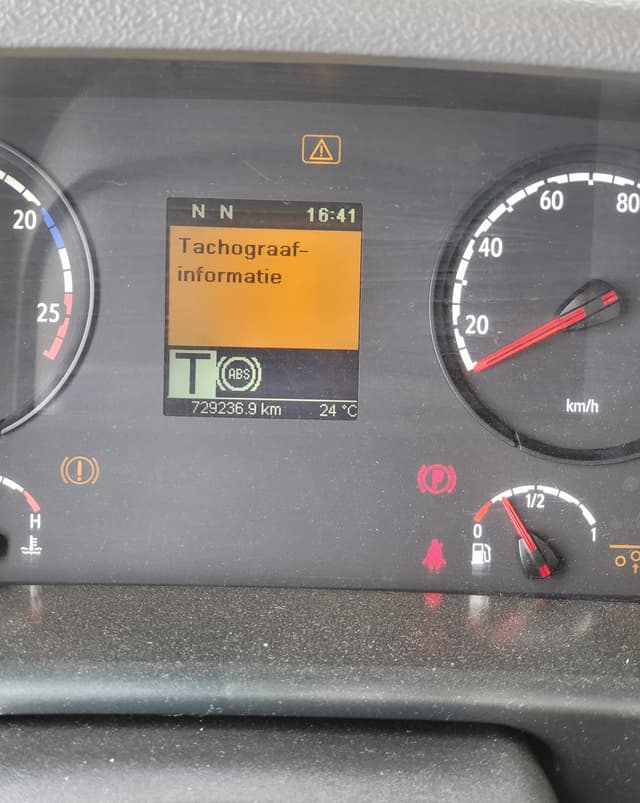 N N 16:41
Tachograaf-
informatie
T ABS
729236.9 km 24 °C
20
25
H
20
40
60
80
km/h
P
0
1/2
1